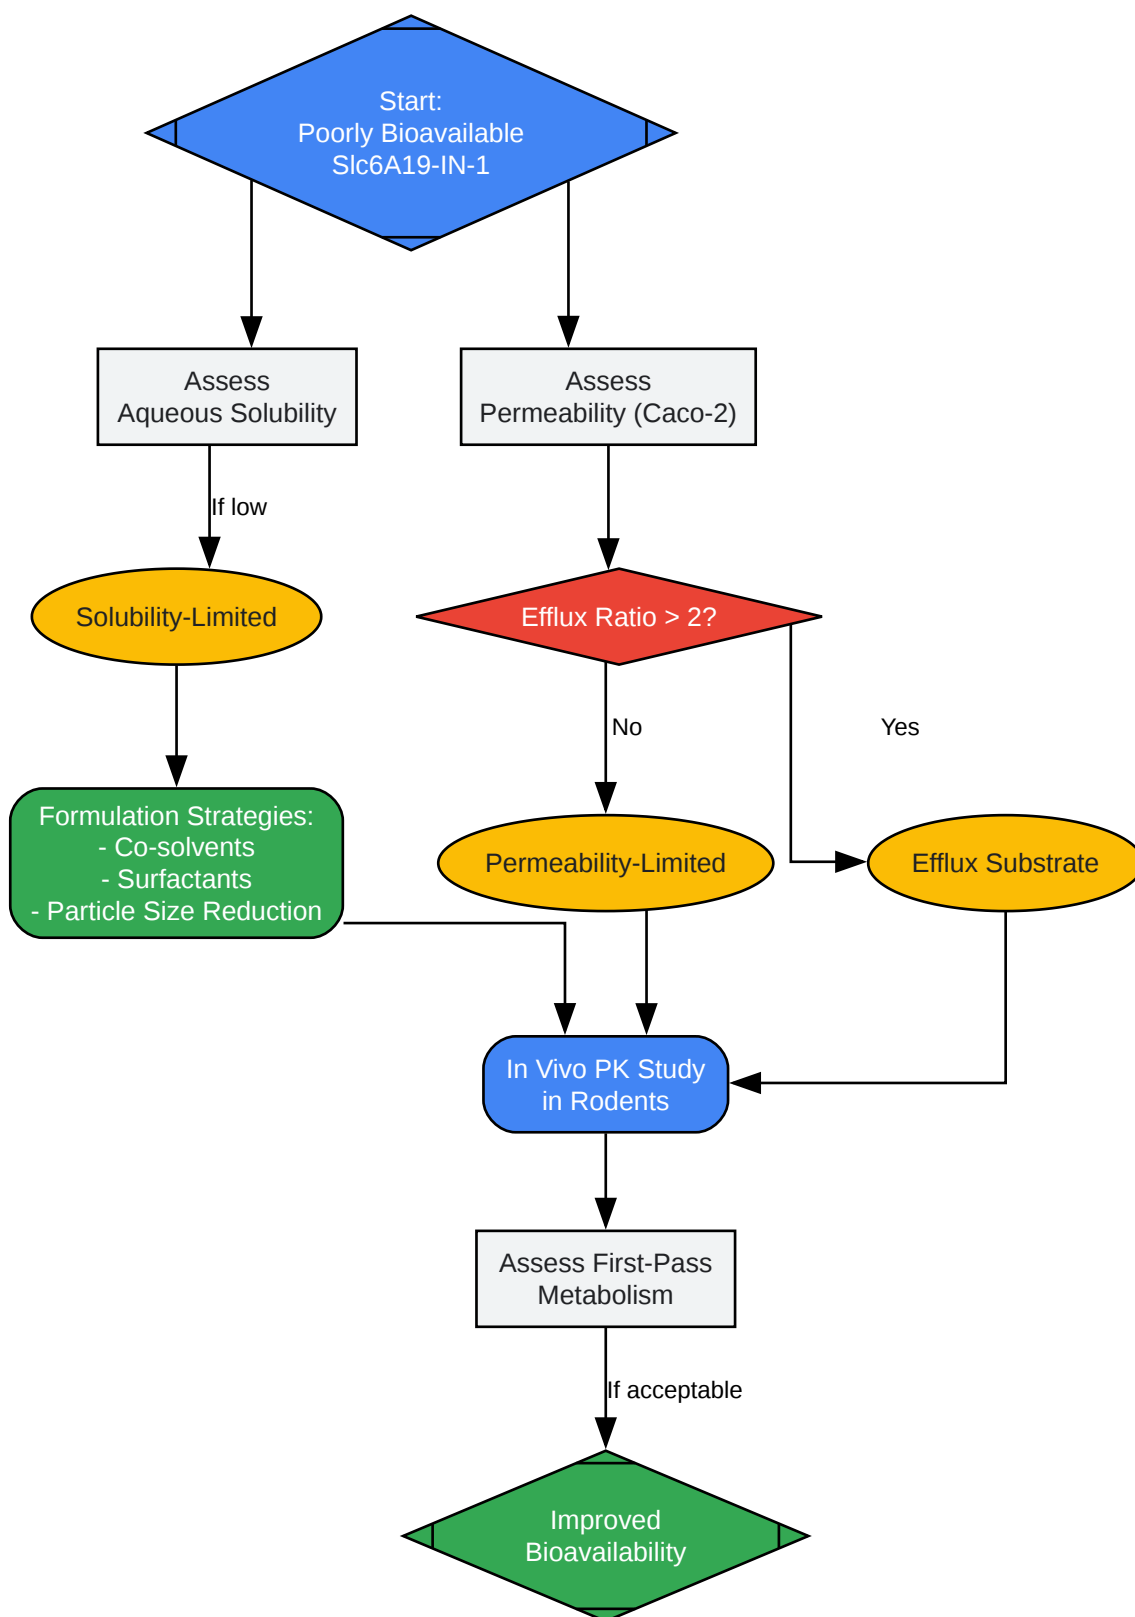 Start:
Poorly Bioavailable
Slc6A19-IN-1
Assess
Aqueous Solubility
Assess
Permeability (Caco-2)
If low
Solubility-Limited
Efflux Ratio > 2?
No
Yes
Formulation Strategies:
- Co-solvents
- Surfactants
- Particle Size Reduction
Permeability-Limited
Efflux Substrate
In Vivo PK Study
in Rodents
Assess First-Pass
Metabolism
If acceptable
Improved
Bioavailability